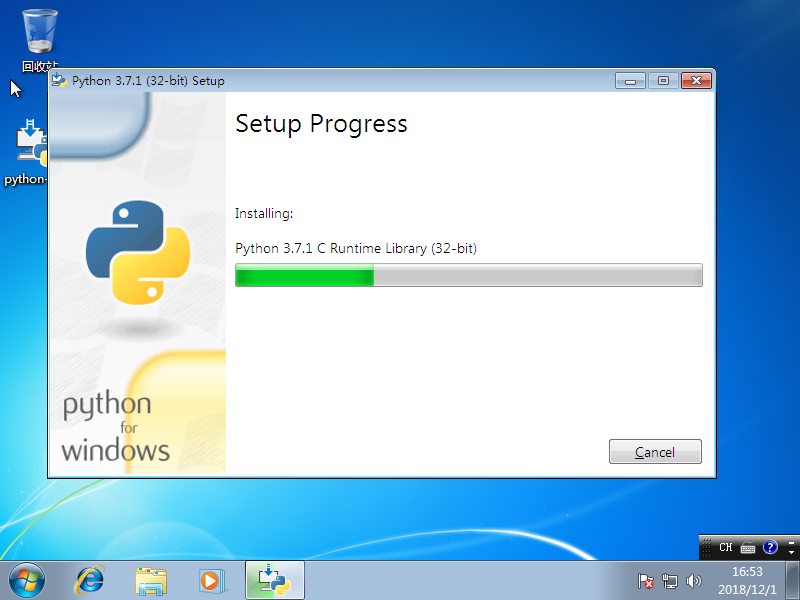 回收站
python-
Python 3.7.1 (32-bit) Setup
Setup Progress
Installing:
Python 3.7.1 C Runtime Library (32-bit)
python
for
windows
Cancel
CH
16:53
2018/12/1